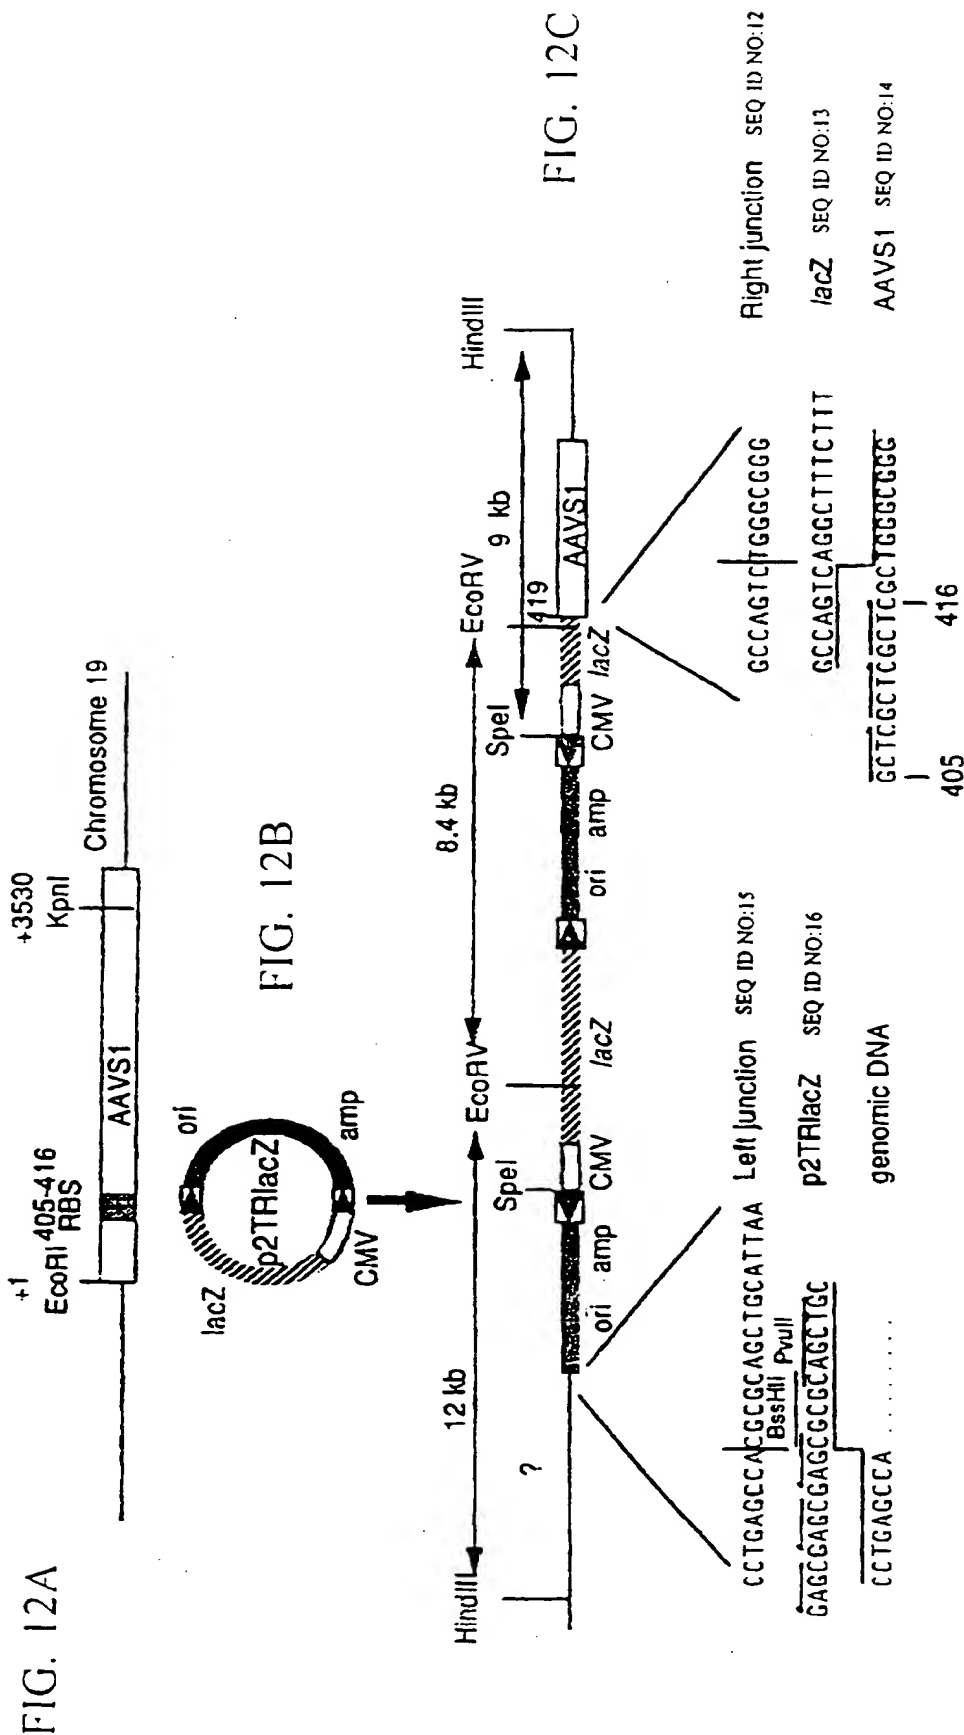 FIG. 12A
+1
EcoRI
405-416
RBS
AAVS1
+3530
KpnI
Chromosome 19
FIG. 12B
lacZ
ori
p2TRlacZ
CMV
amp
FIG. 12C
12 kb
8.4 kb
9 kb
HindIII
?
SpeI
EcoRV
SpeI
EcoRV
419
HindIII
AAVS1
ori amp CMV lacZ ori amp CMV lacZ
CCTGAGCCACGCGCAGCTGCATTAA Left junction SEQ ID NO:15
BssHII PvuII
GAGCGAGCGAGCGCGCAGCTGC p2TRlacZ SEQ ID NO:16
CCTGAGCCA ......... genomic DNA
GCCAGTCTGGGCGGG Right junction SEQ ID NO:12
GCCAGTCAGGCTTTCTTT lacZ SEQ ID NO:13
GCTCGCTCGCTCGCTGGGCGGG AAVS1 SEQ ID NO:14
405 416